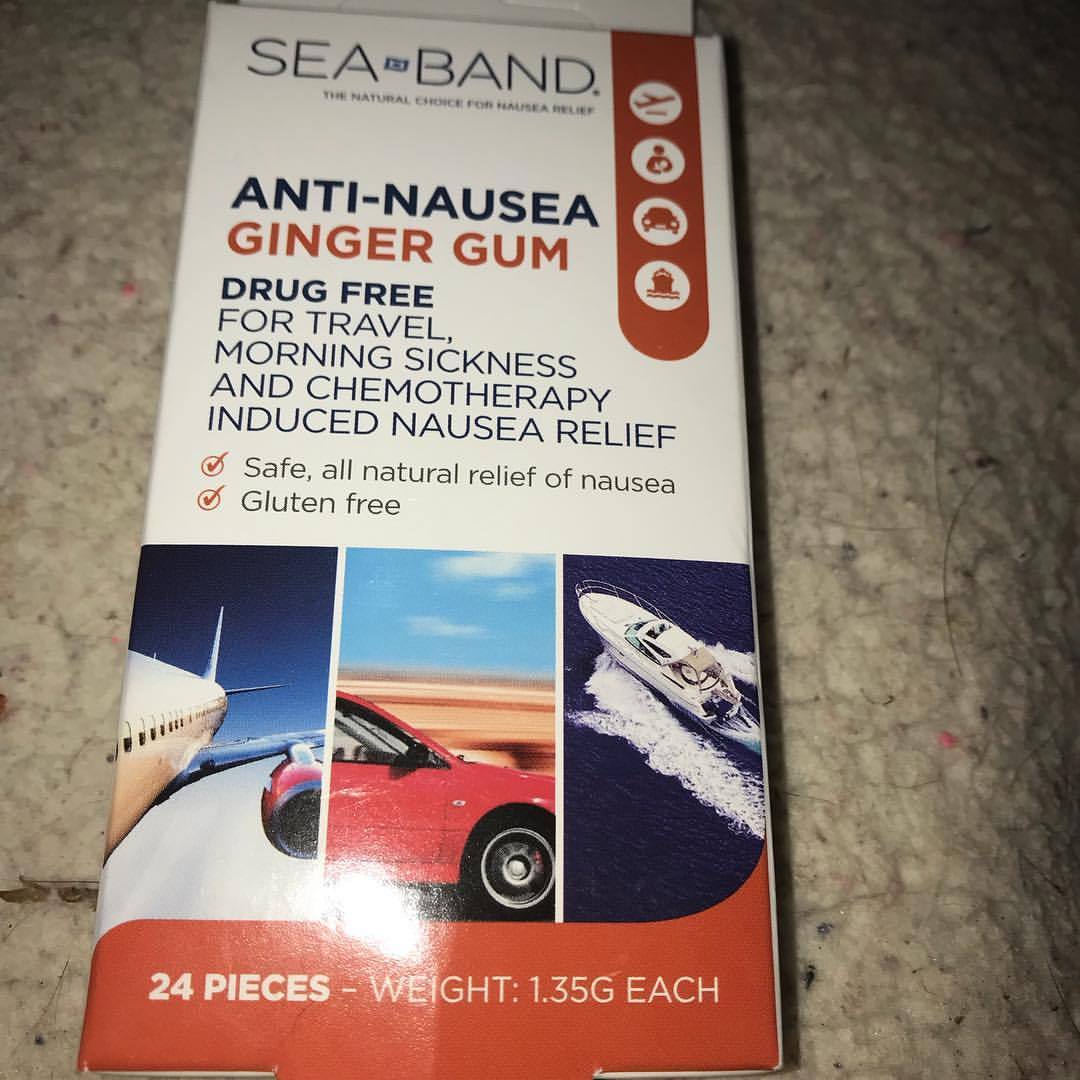 SEA-BAND®
THE NATURAL CHOICE FOR NAUSEA RELIEF
ANTI-NAUSEA
GINGER GUM
DRUG FREE
FOR TRAVEL,
MORNING SICKNESS
AND CHEMOTHERAPY
INDUCED NAUSEA RELIEF
Safe, all natural relief of nausea
Gluten free
24 PIECES – WEIGHT: 1.35G EACH